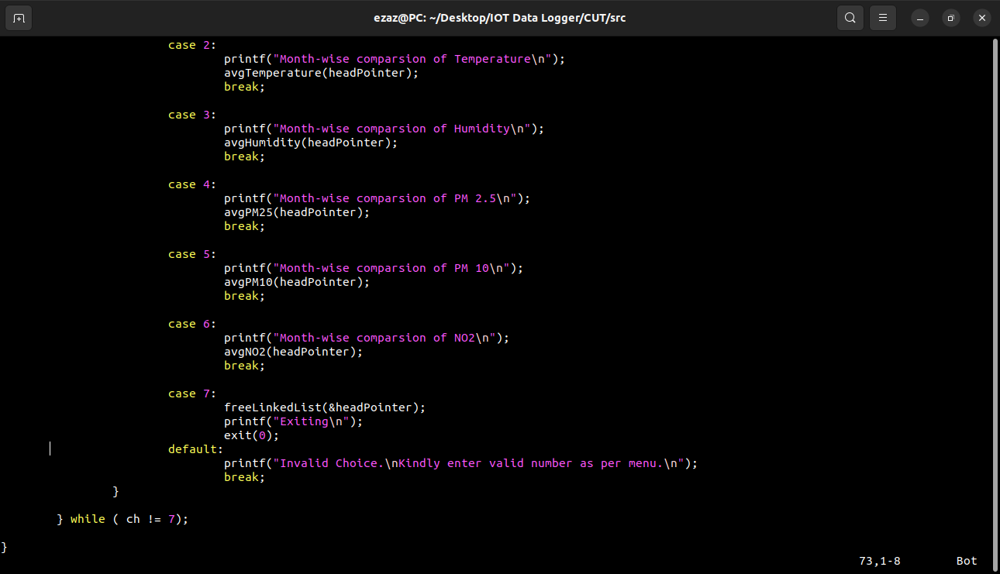 ezaz@PC: ~/Desktop/IOT Data Logger/CUT/src
case 2:
printf("Month-wise comparsion of Temperature\n");
avgTemperature(headPointer);
break;
case 3:
printf("Month-wise comparsion of Humidity\n");
avgHumidity(headPointer);
break;
case 4:
printf("Month-wise comparsion of PM 2.5\n");
avgPM25(headPointer);
break;
case 5:
printf("Month-wise comparsion of PM 10\n");
avgPM10(headPointer);
break;
case 6:
printf("Month-wise comparsion of NO2\n");
avgNO2(headPointer);
break;
case 7:
freeLinkedList(&headPointer);
printf("Exiting\n");
exit(0);
default:
printf("Invalid Choice.\nKindly enter valid number as per menu.\n");
break;
}
} while ( ch != 7);
}
73,1-8 Bot